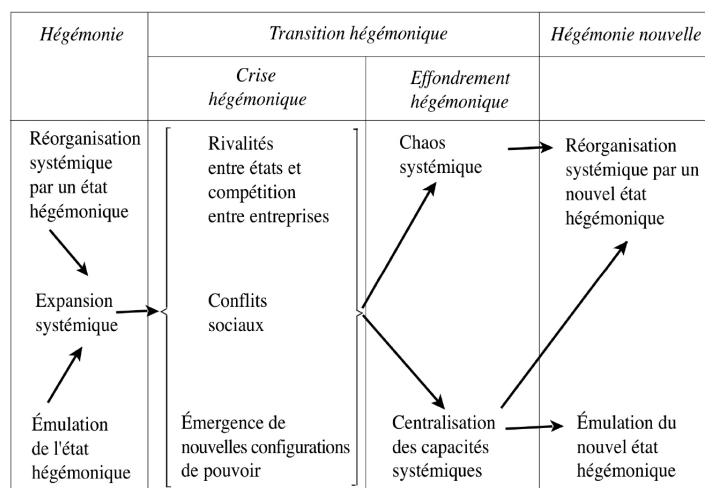 Hégémonie
Transition hégémonique
Hégémonie nouvelle
Crise
hégémonique
Effondrement
hégémonique
Réorganisation
systémique
par un état
hégémonique
Expansion
systémique
Émulation
de l'état
hégémonique
Rivalités
entre états et
compétition
entre entreprises
Conflits
sociaux
Émergence de
nouvelles configurations
de pouvoir
Chaos
systémique
Centralisation
des capacités
systémiques
Réorganisation
systémique par un
nouvel état
hégémonique
Émulation du
nouvel état
hégémonique